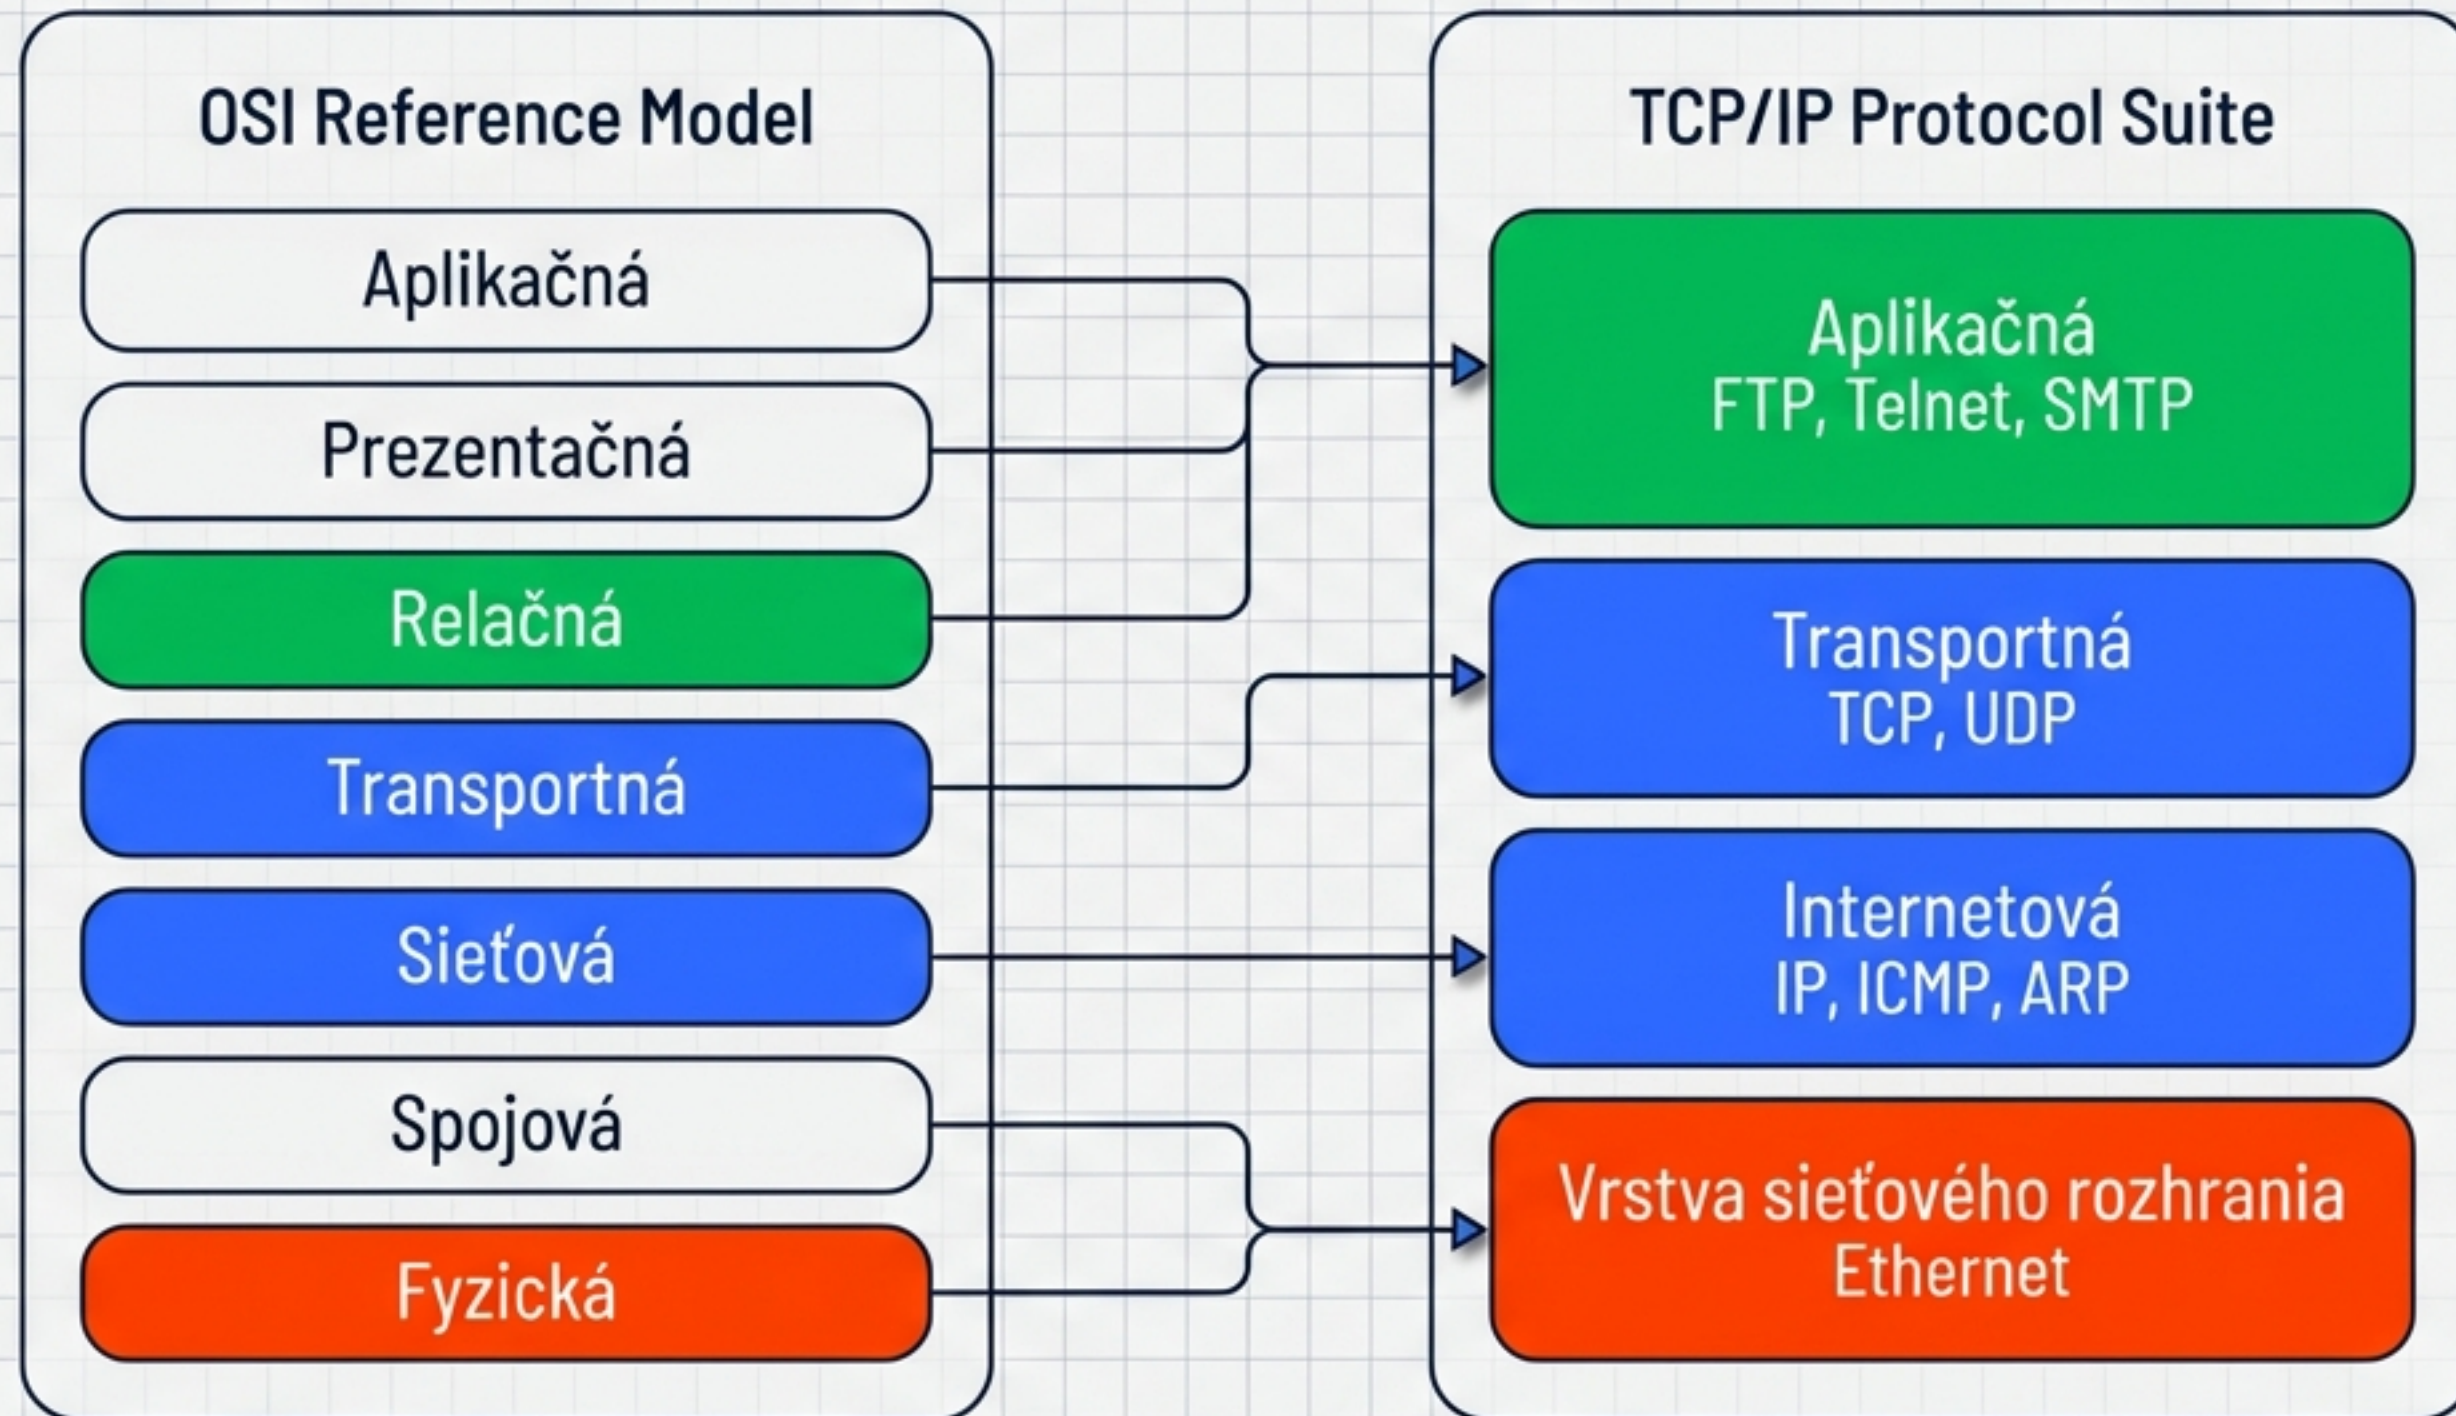 OSI Reference Model
Aplikačná
Prezentačná
Relačná
Transportná
Sieťová
Spojová
Fyzická
TCP/IP Protocol Suite
Aplikačná
FTP, Telnet, SMTP
Transportná
TCP, UDP
Internetová
IP, ICMP, ARP
Vrstva sieťového rozhrania
Ethernet